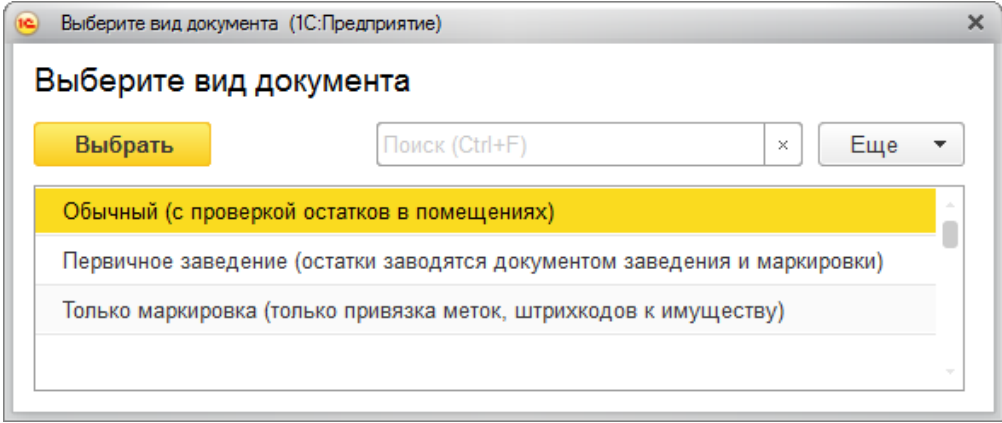 1С Выберите вид документа (1С:Предприятие)
Выберите вид документа
Выбрать Поиск (Ctrl+F) × Еще
Обычный (с проверкой остатков в помещениях)
Первичное заведение (остатки заводятся документом заведения и маркировки)
Только маркировка (только привязка меток, штрихкодов к имуществу)